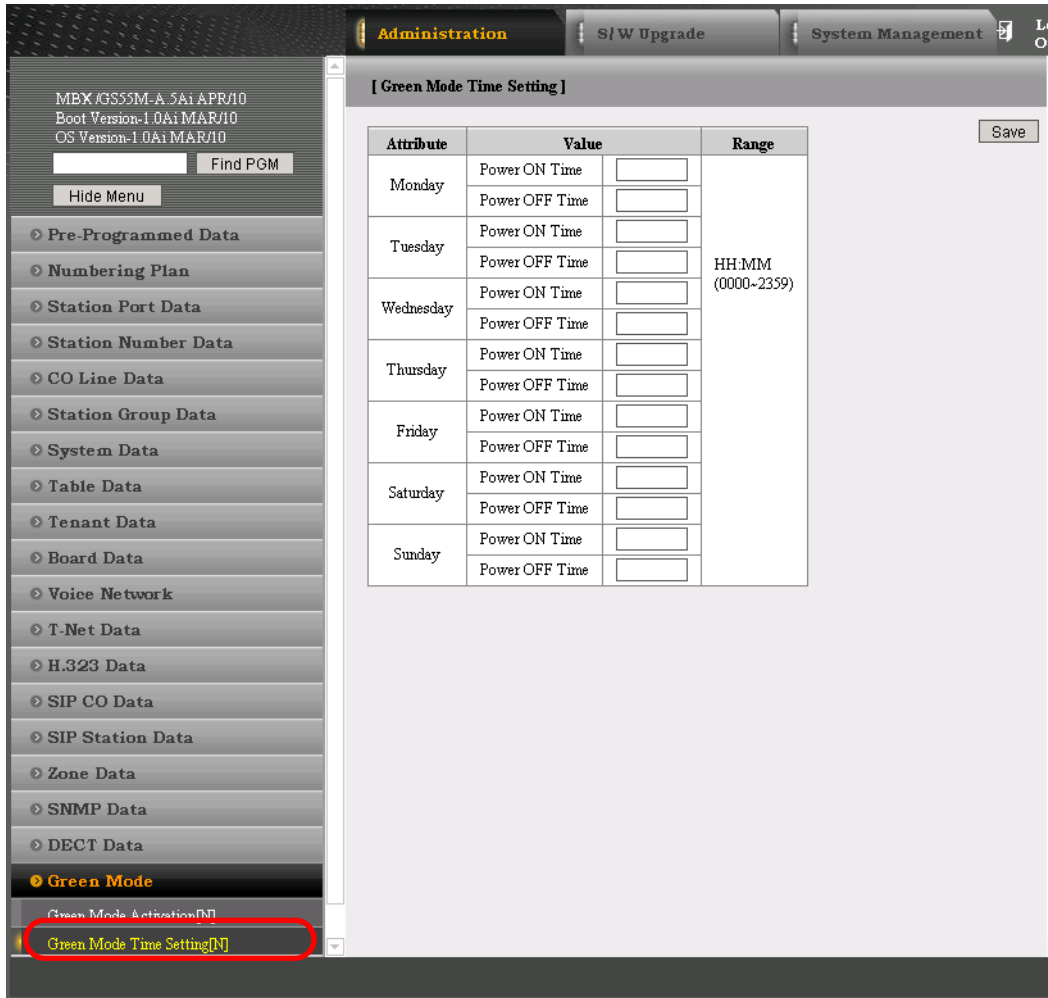 Administration
S/W Upgrade
System Management
MBX /GS55M-A.5Ai APR/10
Boot Version-1.0Ai MAR/10
OS Version-1.0Ai MAR/10
Find PGM
Hide Menu
Pre-Programmed Data
Numbering Plan
Station Port Data
Station Number Data
CO Line Data
Station Group Data
System Data
Table Data
Tenant Data
Board Data
Voice Network
T-Net Data
H.323 Data
SIP CO Data
SIP Station Data
Zone Data
SNMP Data
DECT Data
Green Mode
Green Mode Activation[N]
Green Mode Time Setting[N]
[ Green Mode Time Setting ]
Save
Attribute Value Range
Monday
Power ON Time
Power OFF Time
Tuesday
Power ON Time
Power OFF Time
Wednesday
Power ON Time
Power OFF Time
Thursday
Power ON Time
Power OFF Time
Friday
Power ON Time
Power OFF Time
Saturday
Power ON Time
Power OFF Time
Sunday
Power ON Time
Power OFF Time
HH:MM
(0000~2359)